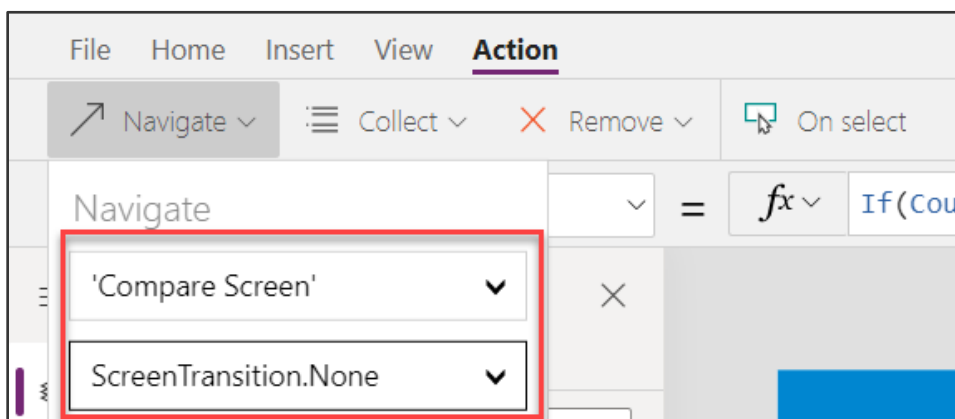 File Home Insert View Action
Navigate Collect Remove On select
Navigate
= fx If(Cou
'Compare Screen'
ScreenTransition.None